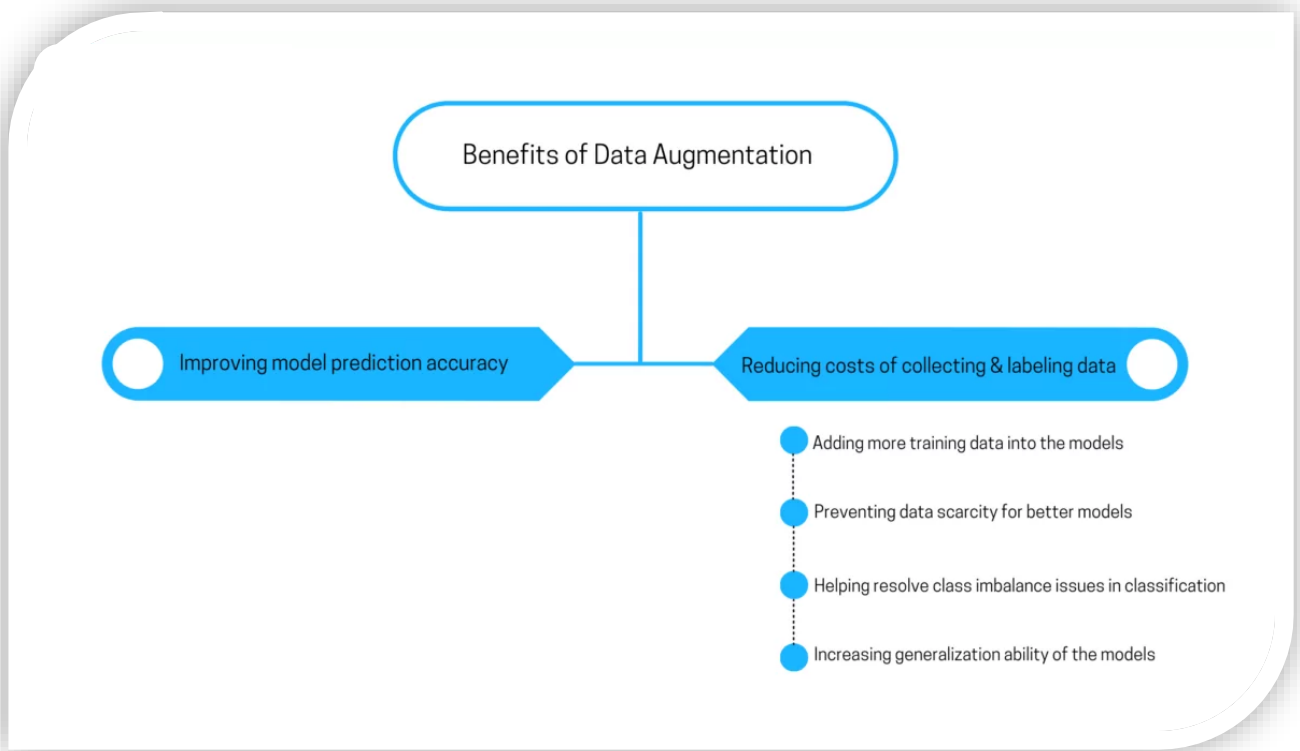 Benefits of Data Augmentation
Improving model prediction accuracy
Reducing costs of collecting & labeling data
Adding more training data into the models
Preventing data scarcity for better models
Helping resolve class imbalance issues in classification
Increasing generalization ability of the models